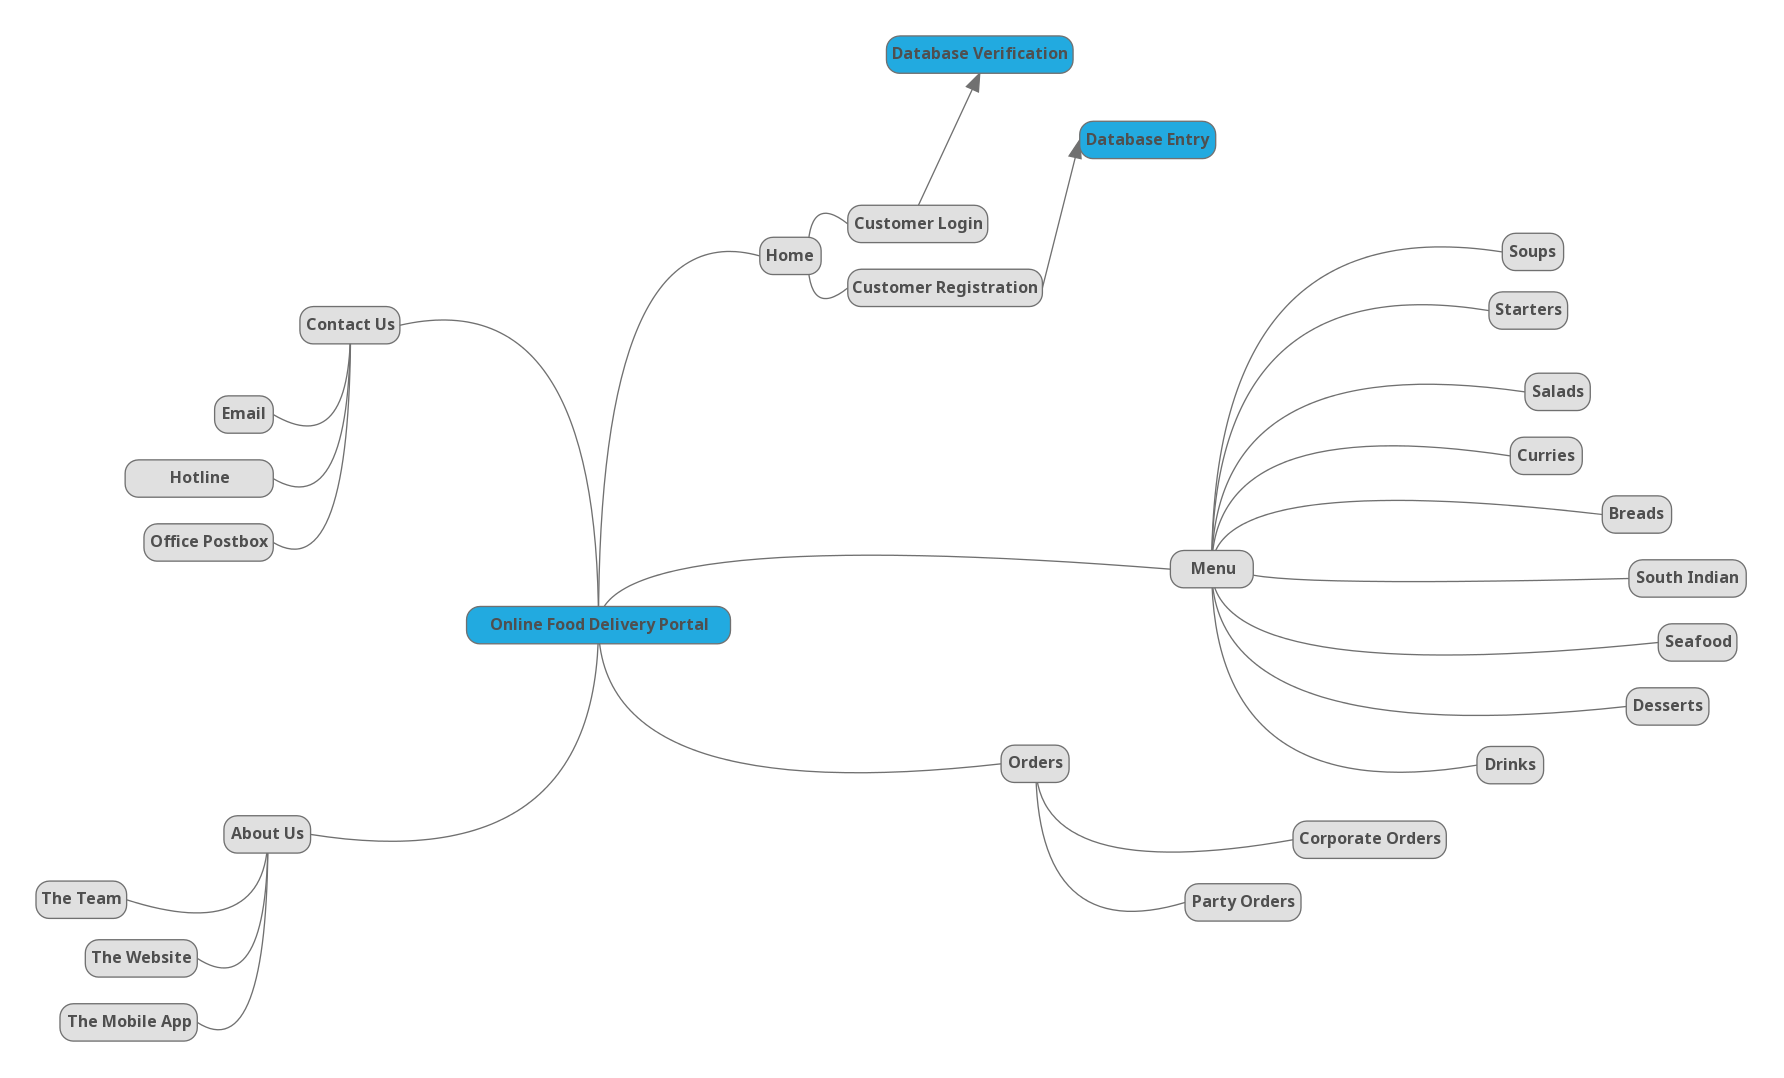 Database Verification
Database Entry
Customer Login
Home
Customer Registration
Contact Us
Email
Hotline
Office Postbox
Online Food Delivery Portal
Soups
Starters
Salads
Curries
Breads
Menu
South Indian
Seafood
Desserts
Drinks
Orders
Corporate Orders
Party Orders
About Us
The Team
The Website
The Mobile App